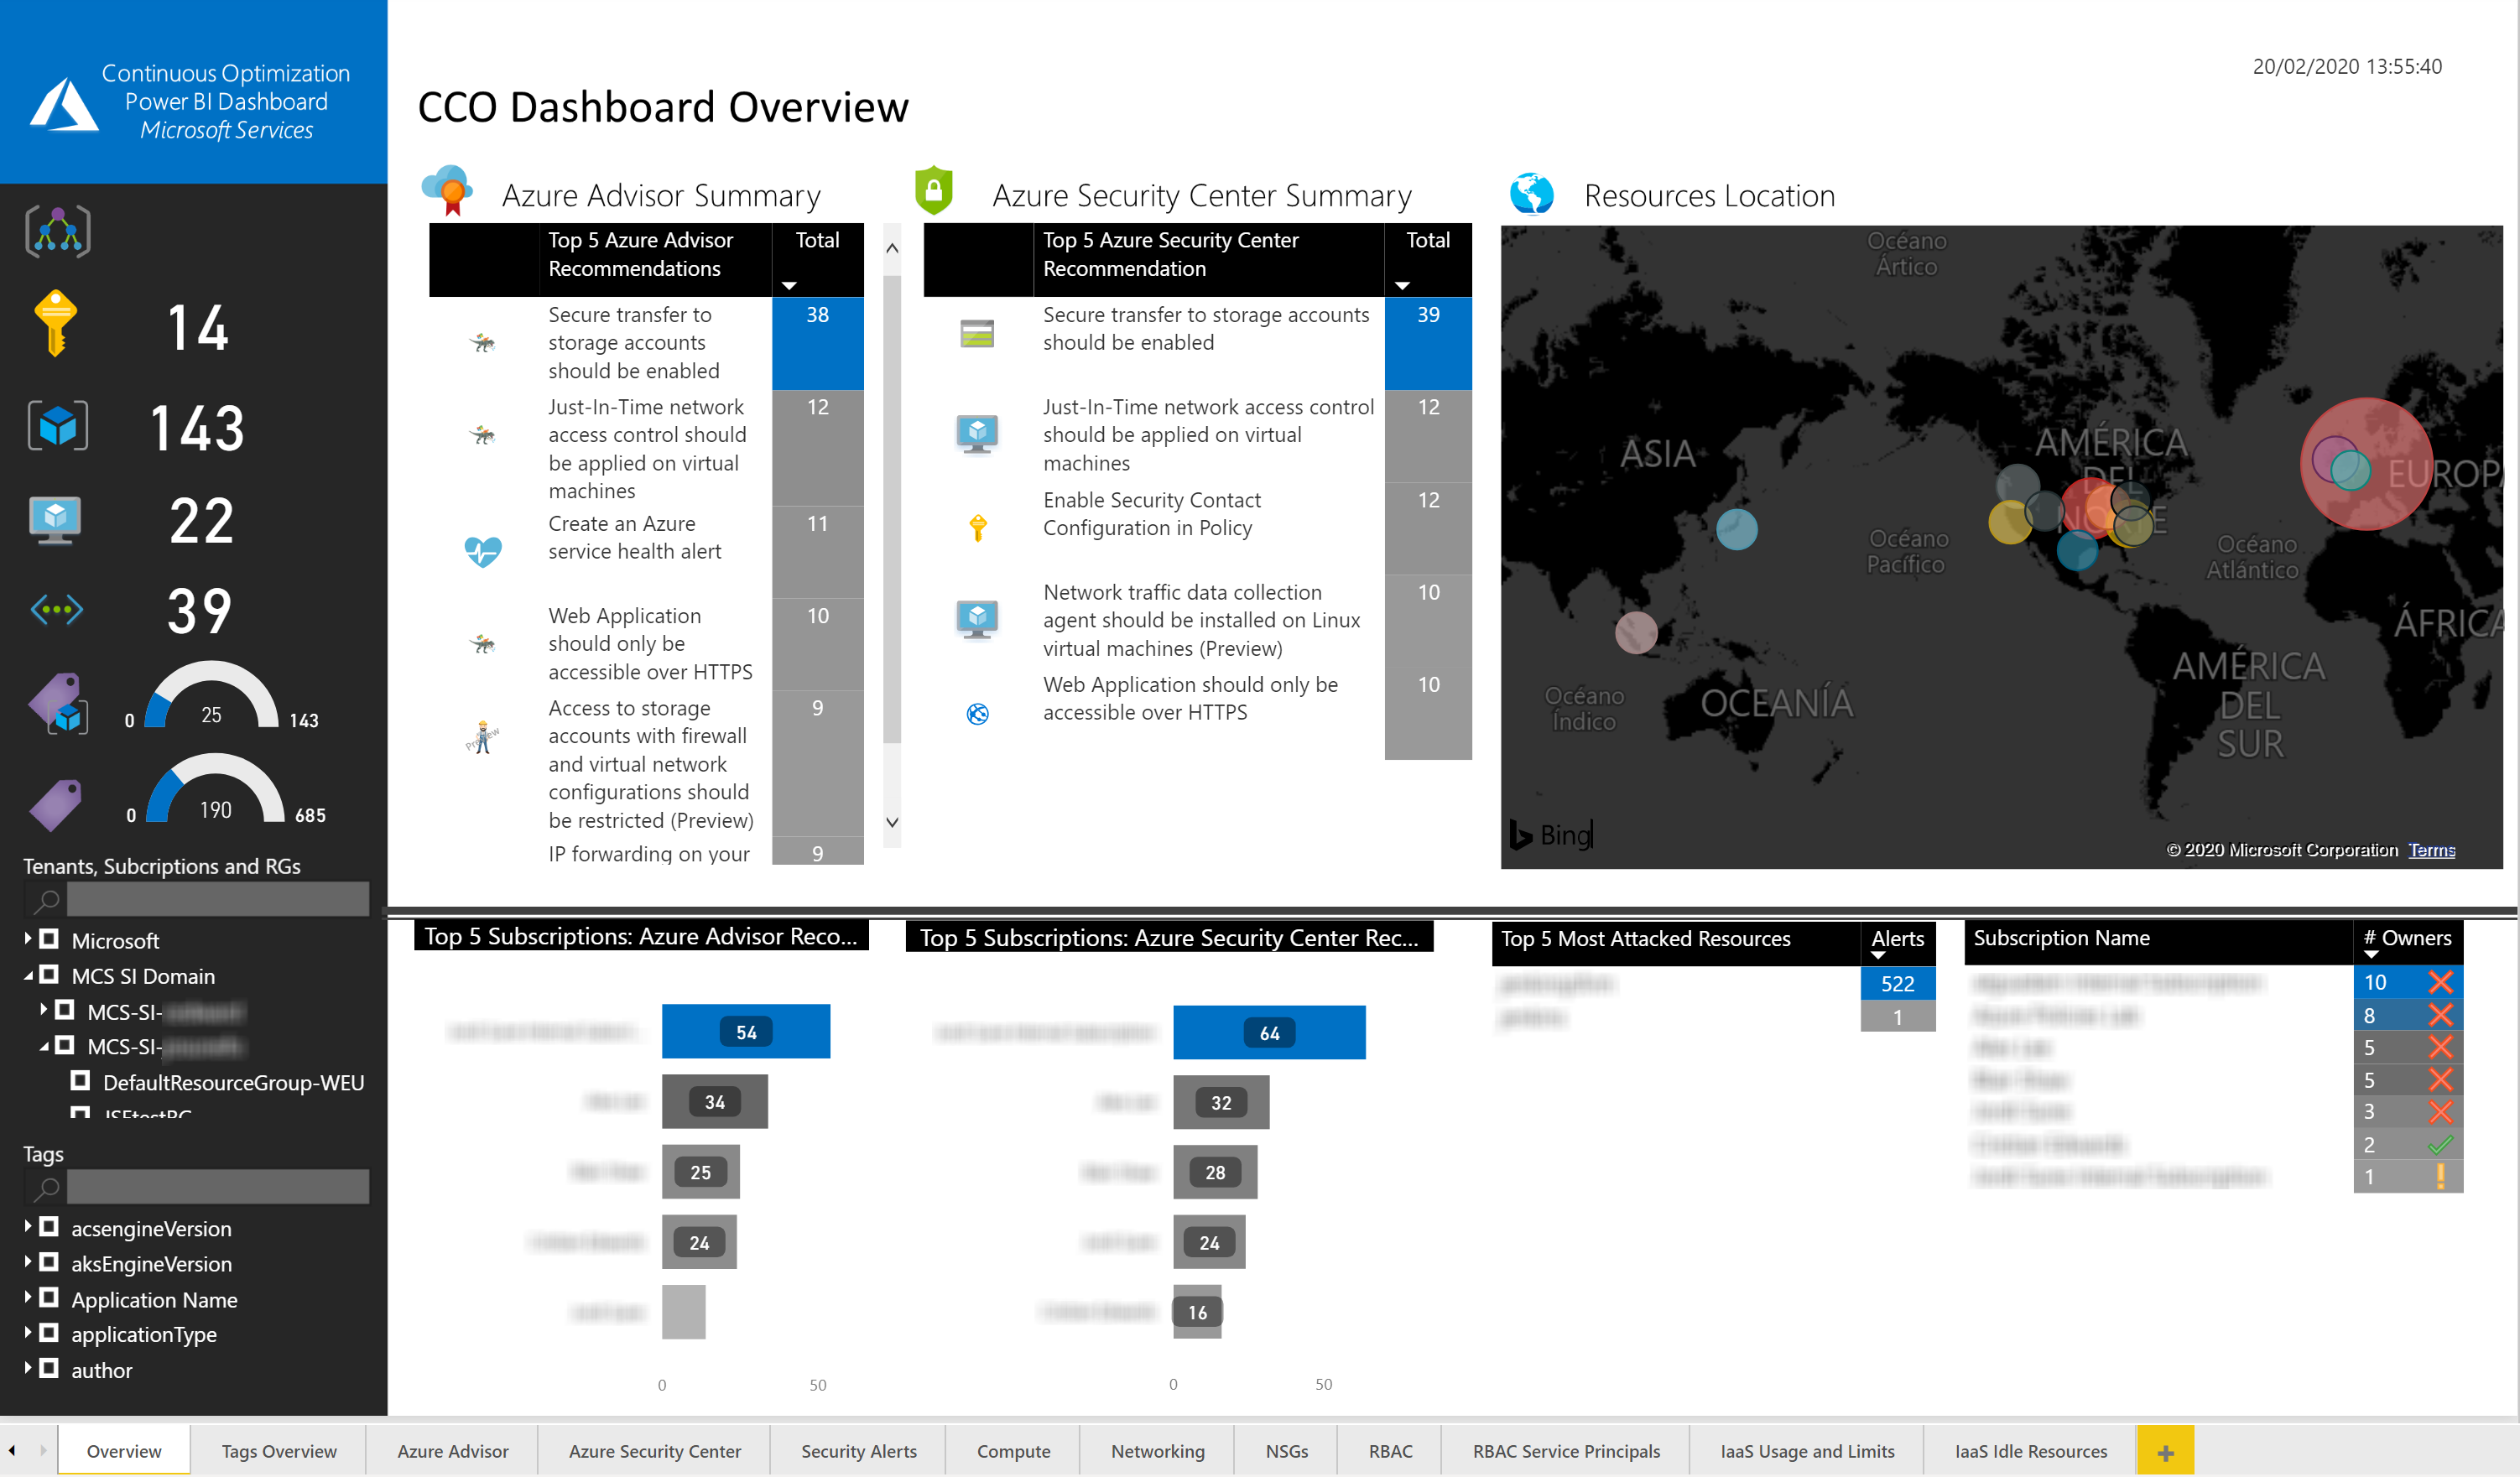 Continuous Optimization
Power BI Dashboard
Microsoft Services
14
143
22
39
0 25 143
0 190 685
Tenants, Subcriptions and RGs
Microsoft
MCS SI Domain
MCS-SI-
MCS-SI-
DefaultResourceGroup-WEU
Tags
acsengineVersion
aksEngineVersion
Application Name
applicationType
author
20/02/2020 13:55:40
CCO Dashboard Overview
Azure Advisor Summary
Top 5 Azure Advisor
Recommendations
Total
Secure transfer to
storage accounts
should be enabled
38
Just-In-Time network
access control should
be applied on virtual
machines
12
Create an Azure
service health alert
11
Web Application
should only be
accessible over HTTPS
10
Preview
Access to storage
accounts with firewall
and virtual network
configurations should
be restricted (Preview)
9
IP forwarding on your
9
Azure Security Center Summary
Top 5 Azure Security Center
Recommendation
Total
Secure transfer to storage accounts
should be enabled
39
Just-In-Time network access control
should be applied on virtual
machines
12
Enable Security Contact
Configuration in Policy
12
Network traffic data collection
agent should be installed on Linux
virtual machines (Preview)
10
Web Application should only be
accessible over HTTPS
10
Resources Location
Océano
Ártico
ASIA
AMÉRICA
DEL
NORTE
EUROPA
Océano
Pacífico
Océano
Atlántico
ÁFRICA
AMÉRICA
DEL
SUR
Océano
Índico
OCEANÍA
Bing
© 2020 Microsoft Corporation Terms
Top 5 Subscriptions: Azure Advisor Reco...
54
34
25
24
0 50
Top 5 Subscriptions: Azure Security Center Rec...
64
32
28
24
16
0 50
Top 5 Most Attacked Resources Alerts
522
1
Subscription Name # Owners
10
8
5
5
3
2
1
Overview Tags Overview Azure Advisor Azure Security Center Security Alerts Compute Networking NSGs RBAC RBAC Service Principals IaaS Usage and Limits IaaS Idle Resources +